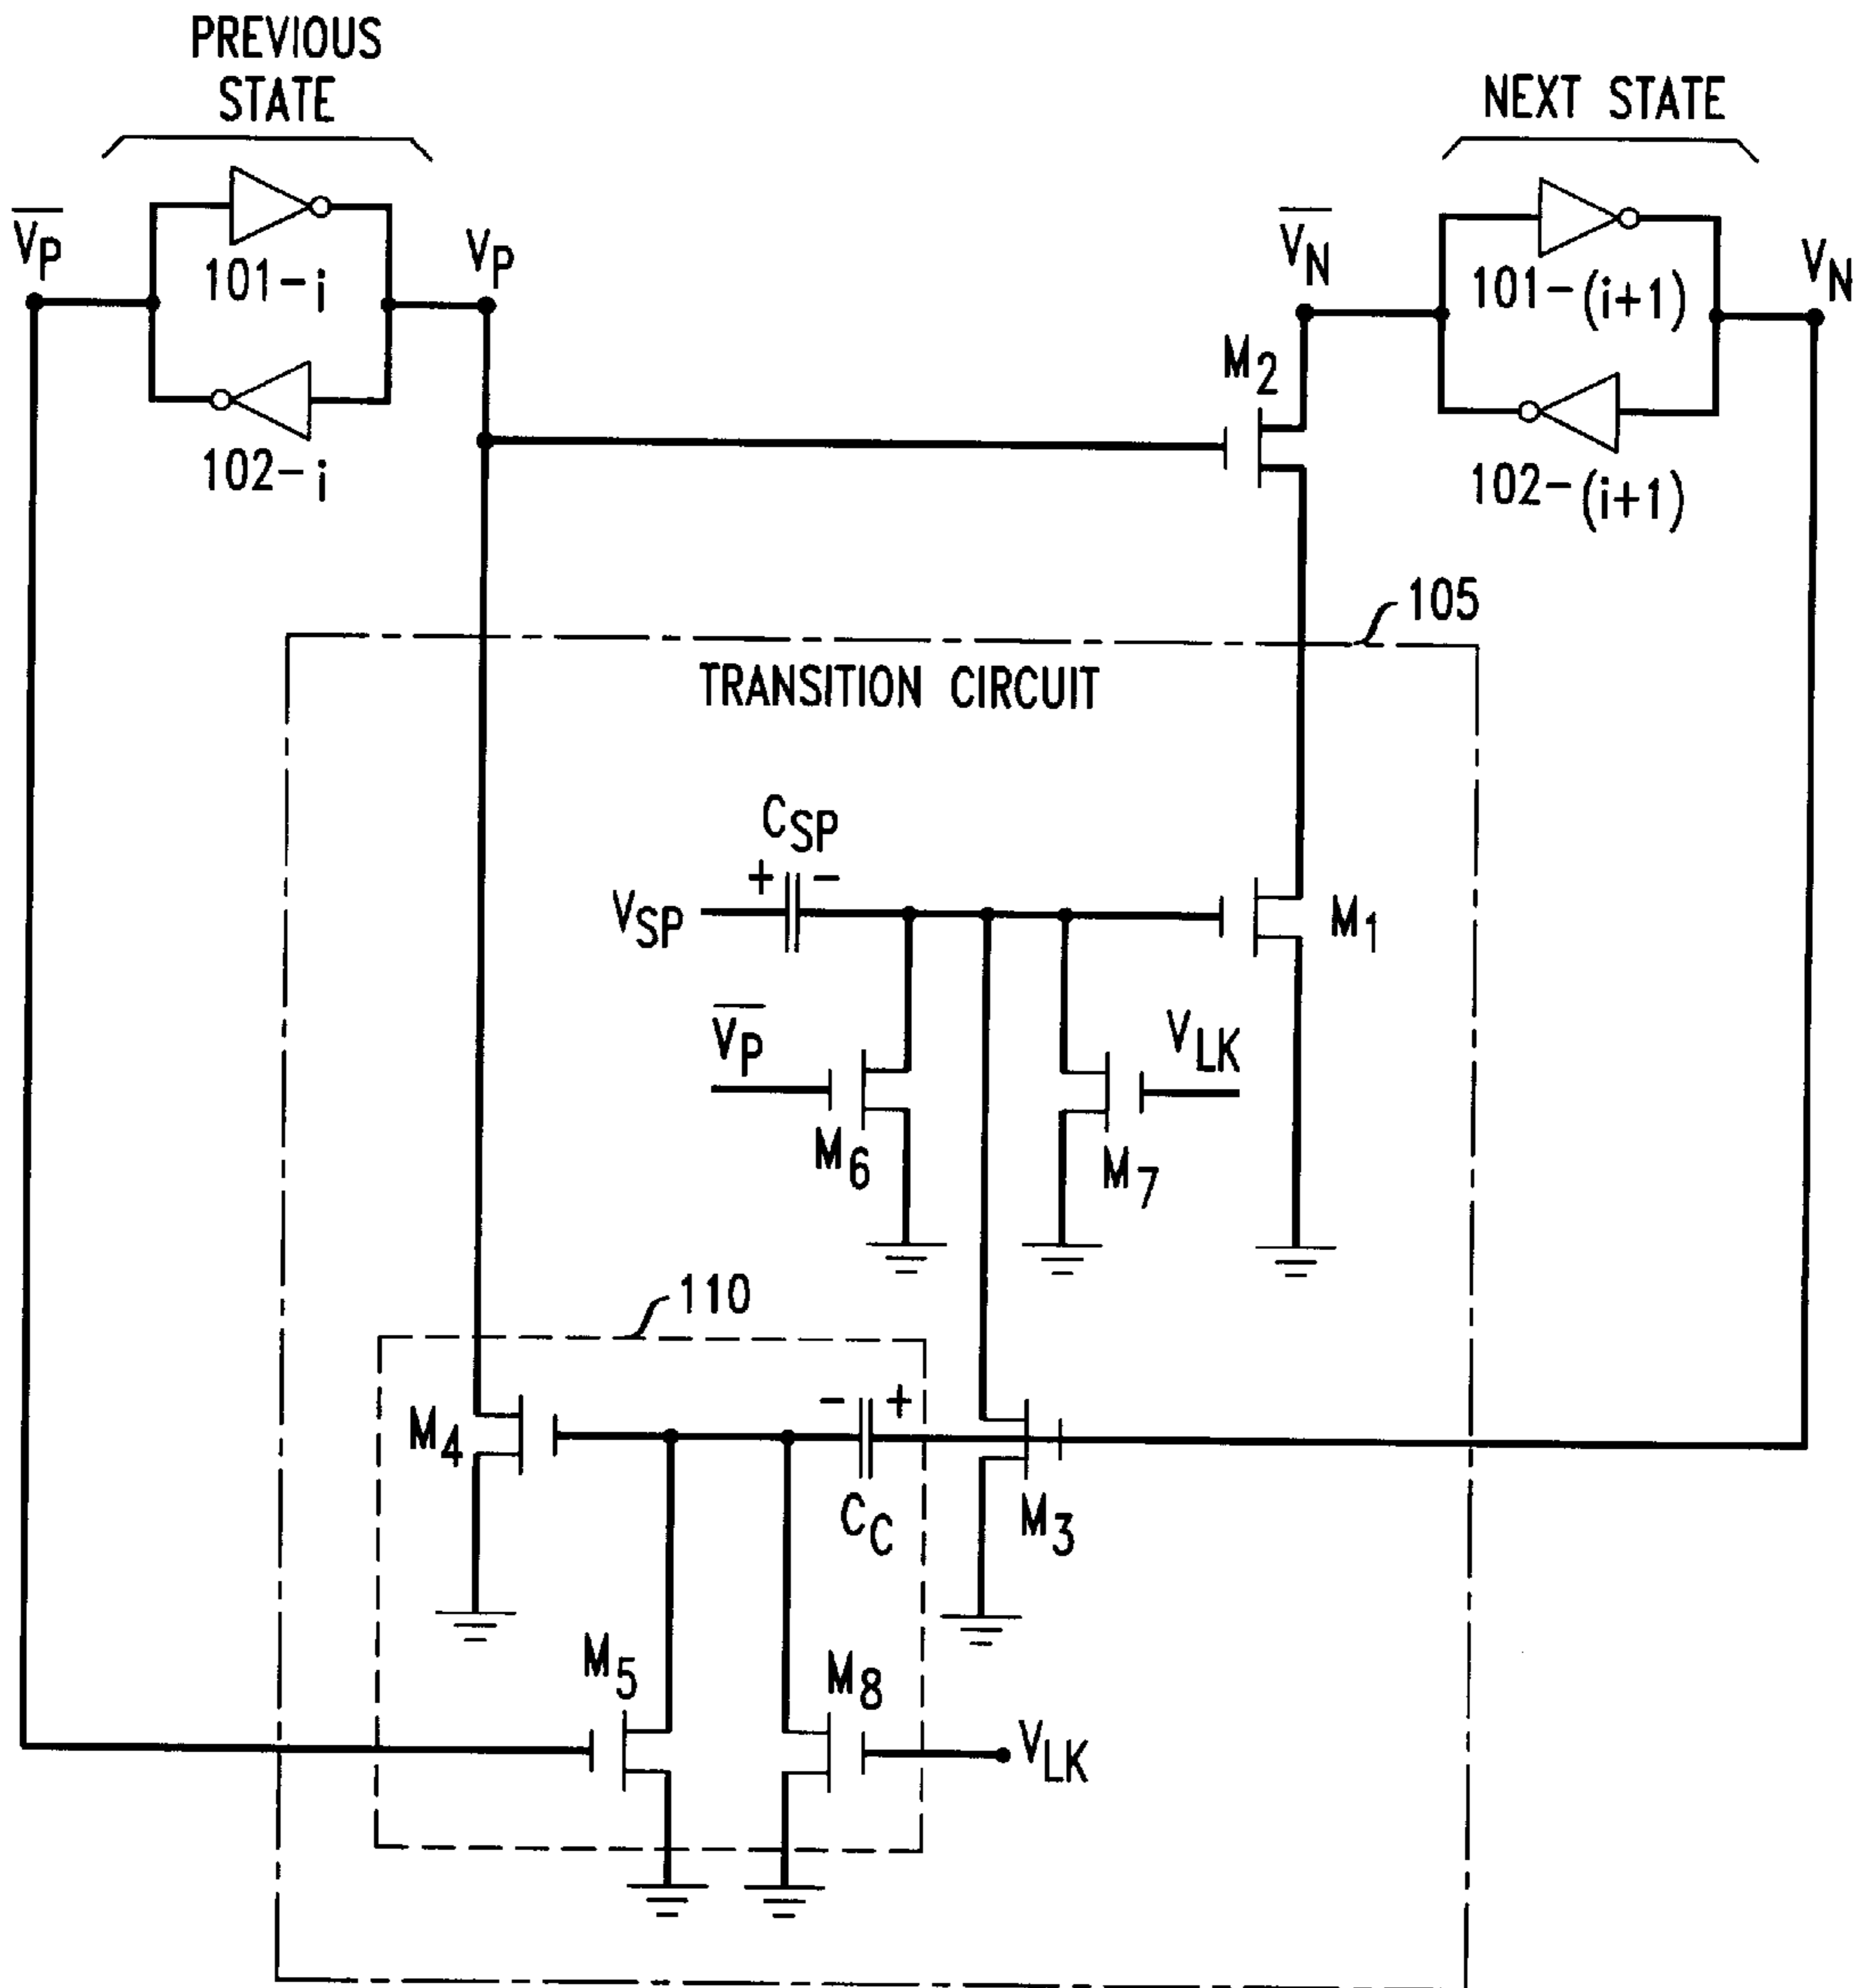 PREVIOUS
STATE
NEXT STATE
V̅P̅
101-i
VP
102-i
V̅N̅
101-(i+1)
VN
M2
102-(i+1)
105
TRANSITION CIRCUIT
CSP
+ -
VSP
M1
V̅P̅
VLK
M6
M7
110
- +
M4
CC
M3
M5
M8
VLK